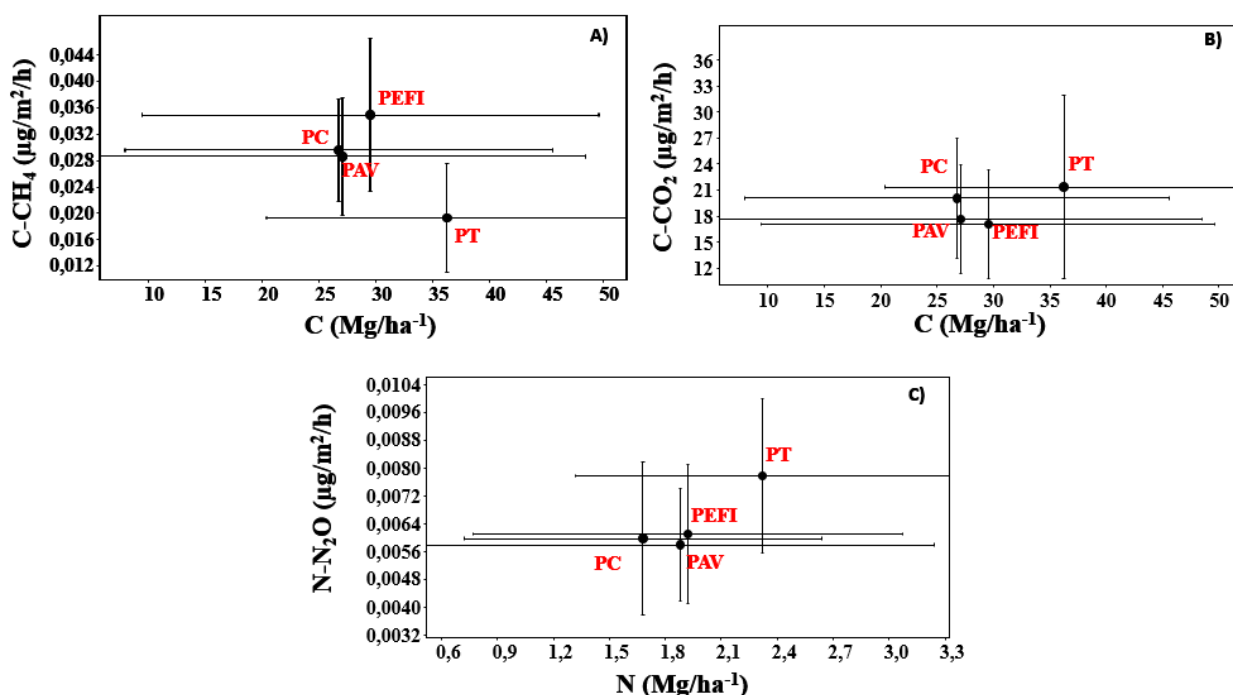 A)
C-CH₄ (µg/m²/h)
0,044
0,036
0,036
0,028
0,024
0,016
0,012
PEFI
PC
PAV
PT
10 15 20 25 30 35 40 45 50
C (Mg/ha⁻¹)
B)
C-CO₂ (µg/m²/h)
36
33
30
27
24
21
18
15
12
PC
PT
PAV
PEFI
10 15 20 25 30 35 40 45 50
C (Mg/ha⁻¹)
C)
N-N₂O (µg/m²/h)
0,0104
0,0096
0,0088
0,0080
0,0072
0,0064
0,0056
0,0048
0,0040
0,0032
PT
PEFI
PC
PAV
0,6 0,9 1,2 1,5 1,8 2,1 2,4 2,7 3,0 3,3
N (Mg/ha⁻¹)